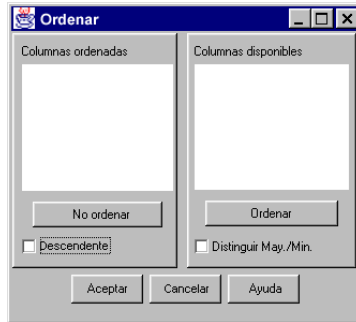 Ordenar
Columnas ordenadas
Columnas disponibles
No ordenar
Ordenar
Descendente
Distinguir May./Min.
Aceptar
Cancelar
Ayuda